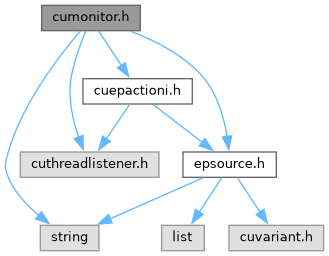 cumonitor.h
cuepactioni.h
cuthreadlistener.h
epsource.h
string
list
cuvariant.h